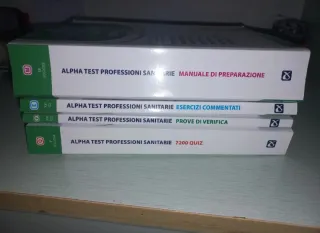 ALPHA TEST PROFESSIONI SANITARIE MANUALE DI PREPARAZIONE
ALPHA TEST PROFESSIONI SANITARIE ESERCIZI COMMENTATI
ALPHA TEST PROFESSIONI SANITARIE PROVE DI VERIFICA
ALPHA TEST PROFESSIONI SANITARIE 7200 QUIZ